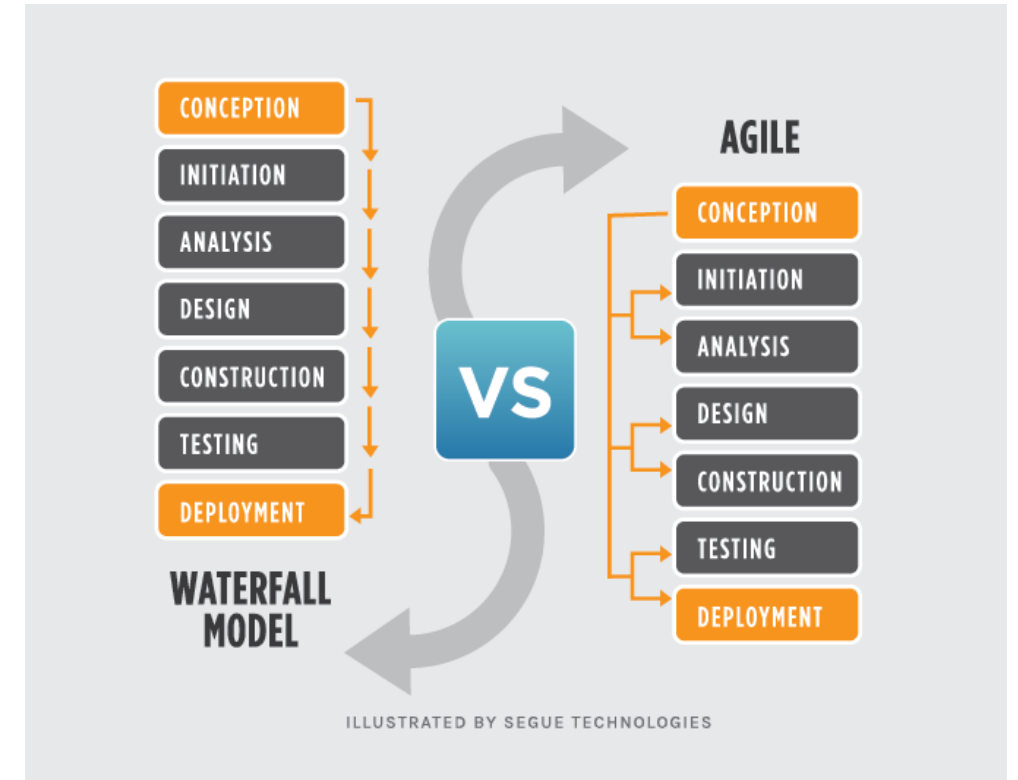 CONCEPTION
INITIATION
ANALYSIS
DESIGN
CONSTRUCTION
TESTING
DEPLOYMENT
WATERFALL
MODEL
VS
AGILE
CONCEPTION
INITIATION
ANALYSIS
DESIGN
CONSTRUCTION
TESTING
DEPLOYMENT
ILLUSTRATED BY SEGUE TECHNOLOGIES